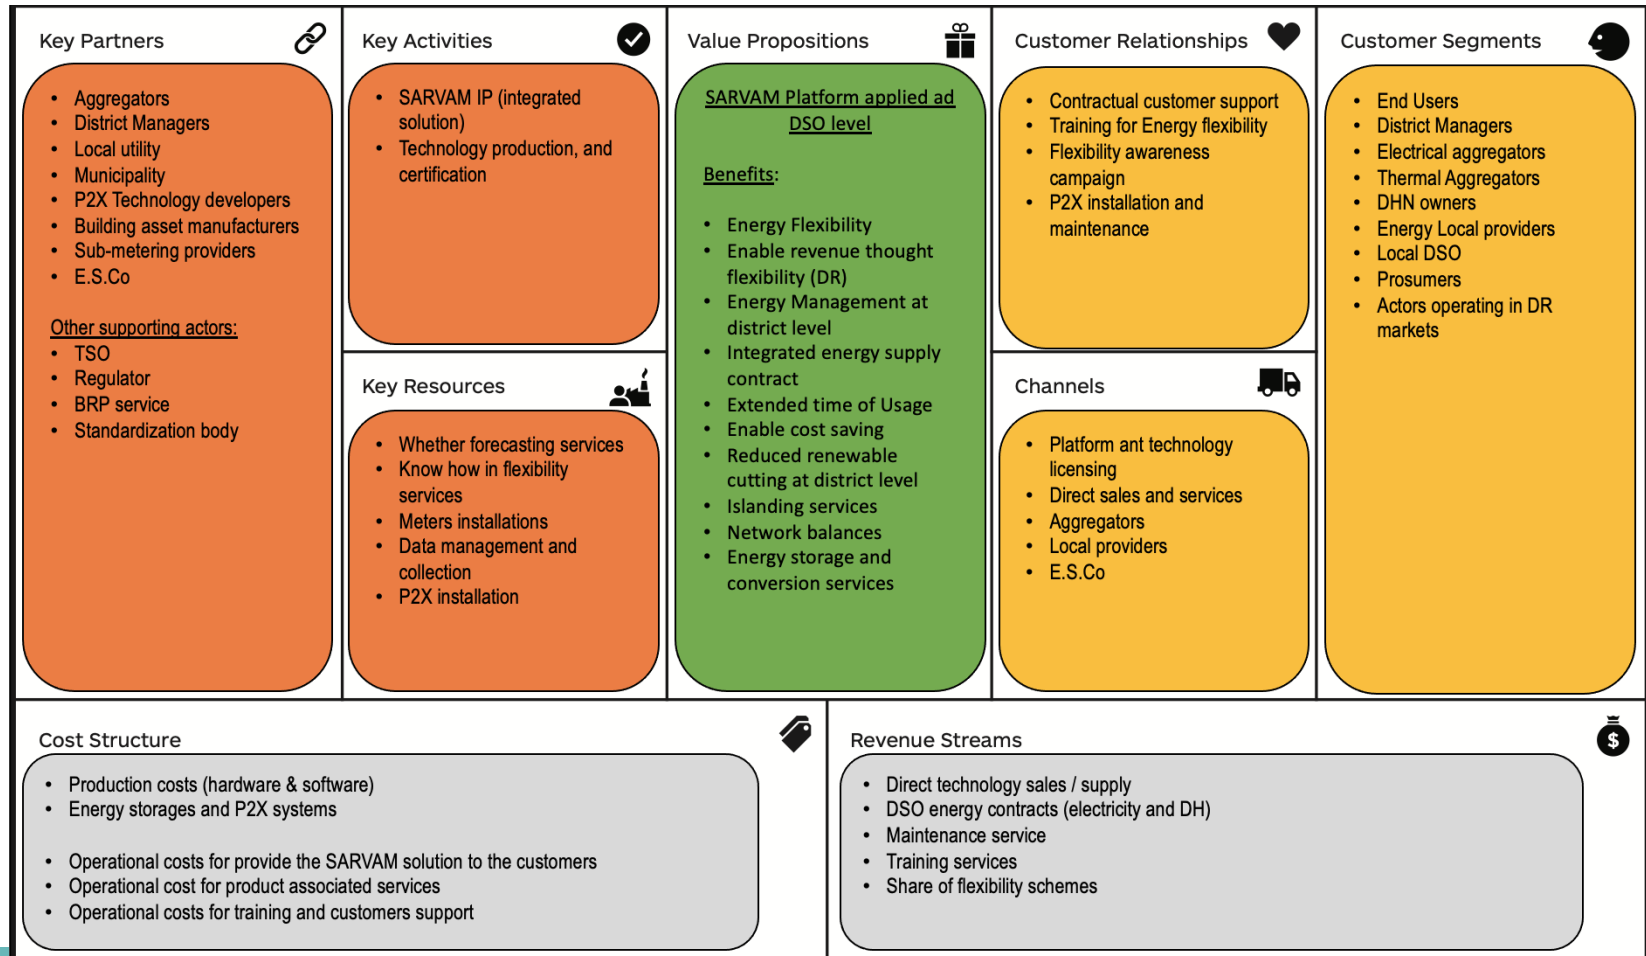 Key Partners
• Aggregators
• District Managers
• Local utility
• Municipality
• P2X Technology developers
• Building asset manufacturers
• Sub-metering providers
• E.S.Co
Other supporting actors:
• TSO
• Regulator
• BRP service
• Standardization body
Key Activities
• SARVAM IP (integrated
solution)
• Technology production, and
certification
Key Resources
• Whether forecasting services
• Know how in flexibility
services
• Meters installations
• Data management and
collection
• P2X installation
Value Propositions
SARVAM Platform applied ad
DSO level
Benefits:
• Energy Flexibility
• Enable revenue thought
flexibility (DR)
• Energy Management at
district level
• Integrated energy supply
contract
• Extended time of Usage
• Enable cost saving
• Reduced renewable
cutting at district level
• Islanding services
• Network balances
• Energy storage and
conversion services
Customer Relationships
• Contractual customer support
• Training for Energy flexibility
• Flexibility awareness
campaign
• P2X installation and
maintenance
Channels
• Platform ant technology
licensing
• Direct sales and services
• Aggregators
• Local providers
• E.S.Co
Customer Segments
• End Users
• District Managers
• Electrical aggregators
• Thermal Aggregators
• DHN owners
• Energy Local providers
• Local DSO
• Prosumers
• Actors operating in DR
markets
Cost Structure
• Production costs (hardware & software)
• Energy storages and P2X systems
• Operational costs for provide the SARVAM solution to the customers
• Operational cost for product associated services
• Operational costs for training and customers support
Revenue Streams
$
• Direct technology sales / supply
• DSO energy contracts (electricity and DH)
• Maintenance service
• Training services
• Share of flexibility schemes